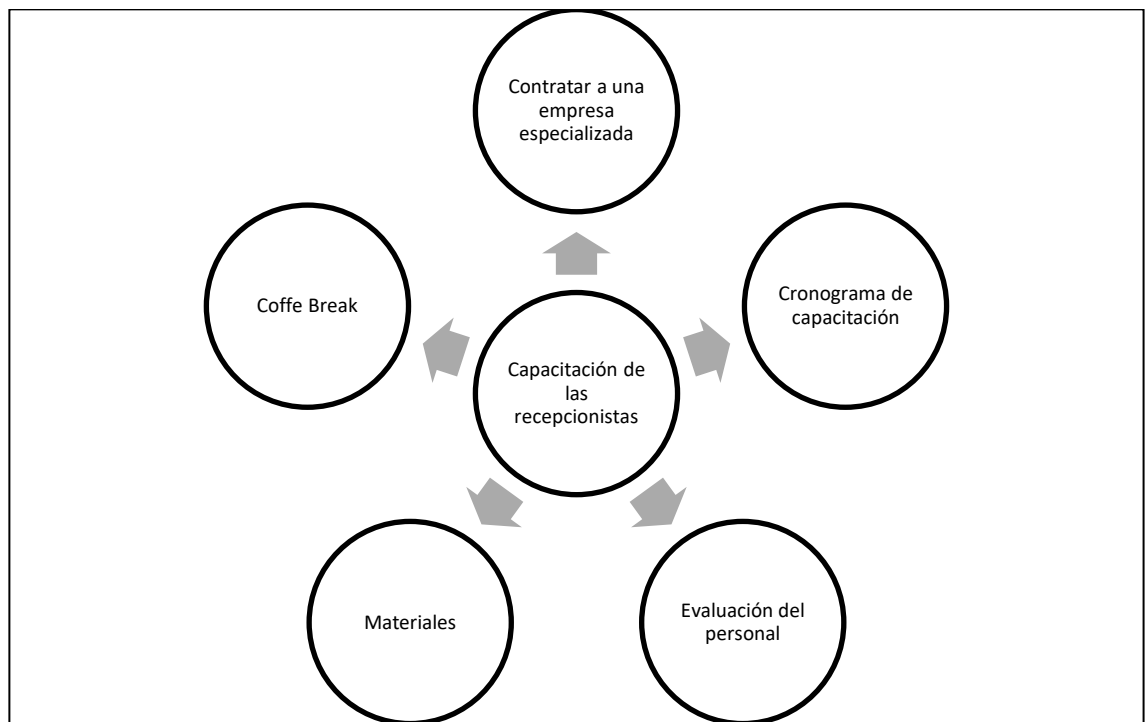 Contratar a una
empresa
especializada
Coffe Break
Cronograma de
capacitación
Capacitación de
las
recepcionistas
Materiales
Evaluación del
personal